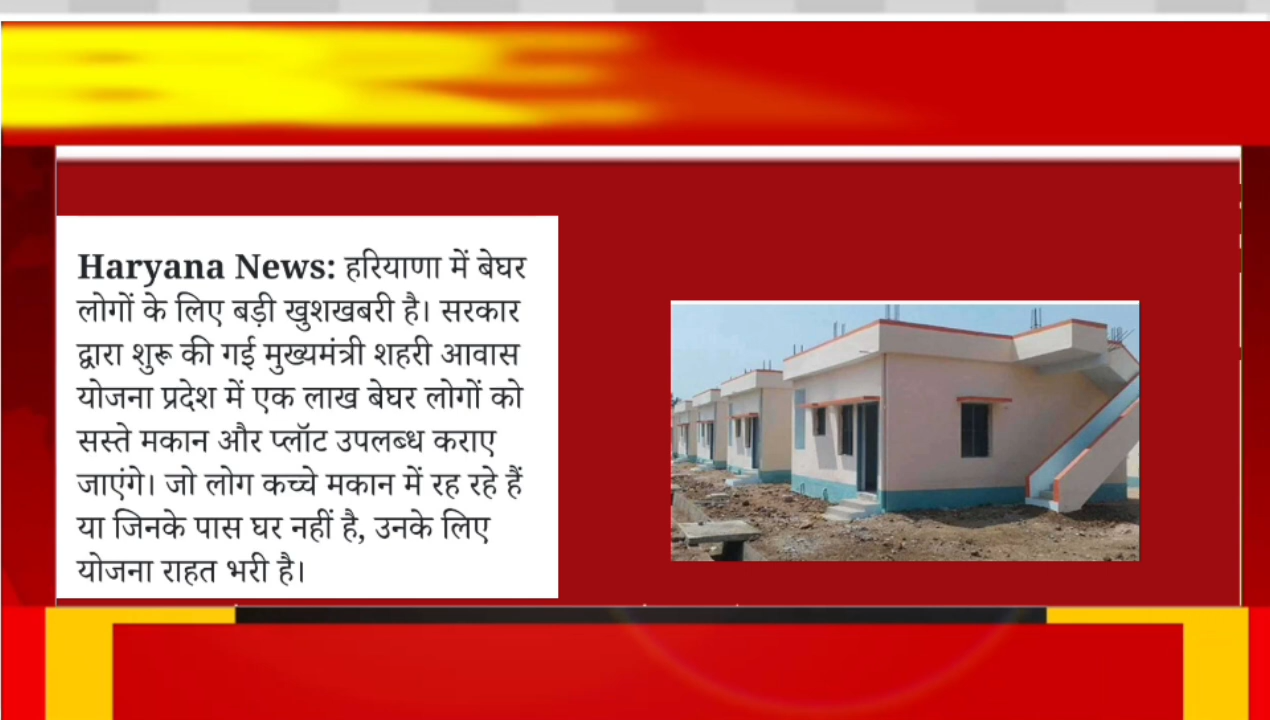 Haryana News: हरियाणा में बेघर
लोगों के लिए बड़ी खुशखबरी है। सरकार
द्वारा शुरू की गई मुख्यमंत्री शहरी आवास
योजना प्रदेश में एक लाख बेघर लोगों को
सस्ते मकान और प्लॉट उपलब्ध कराए
जाएंगे। जो लोग कच्चे मकान में रह रहे हैं
या जिनके पास घर नहीं है, उनके लिए
योजना राहत भरी है।